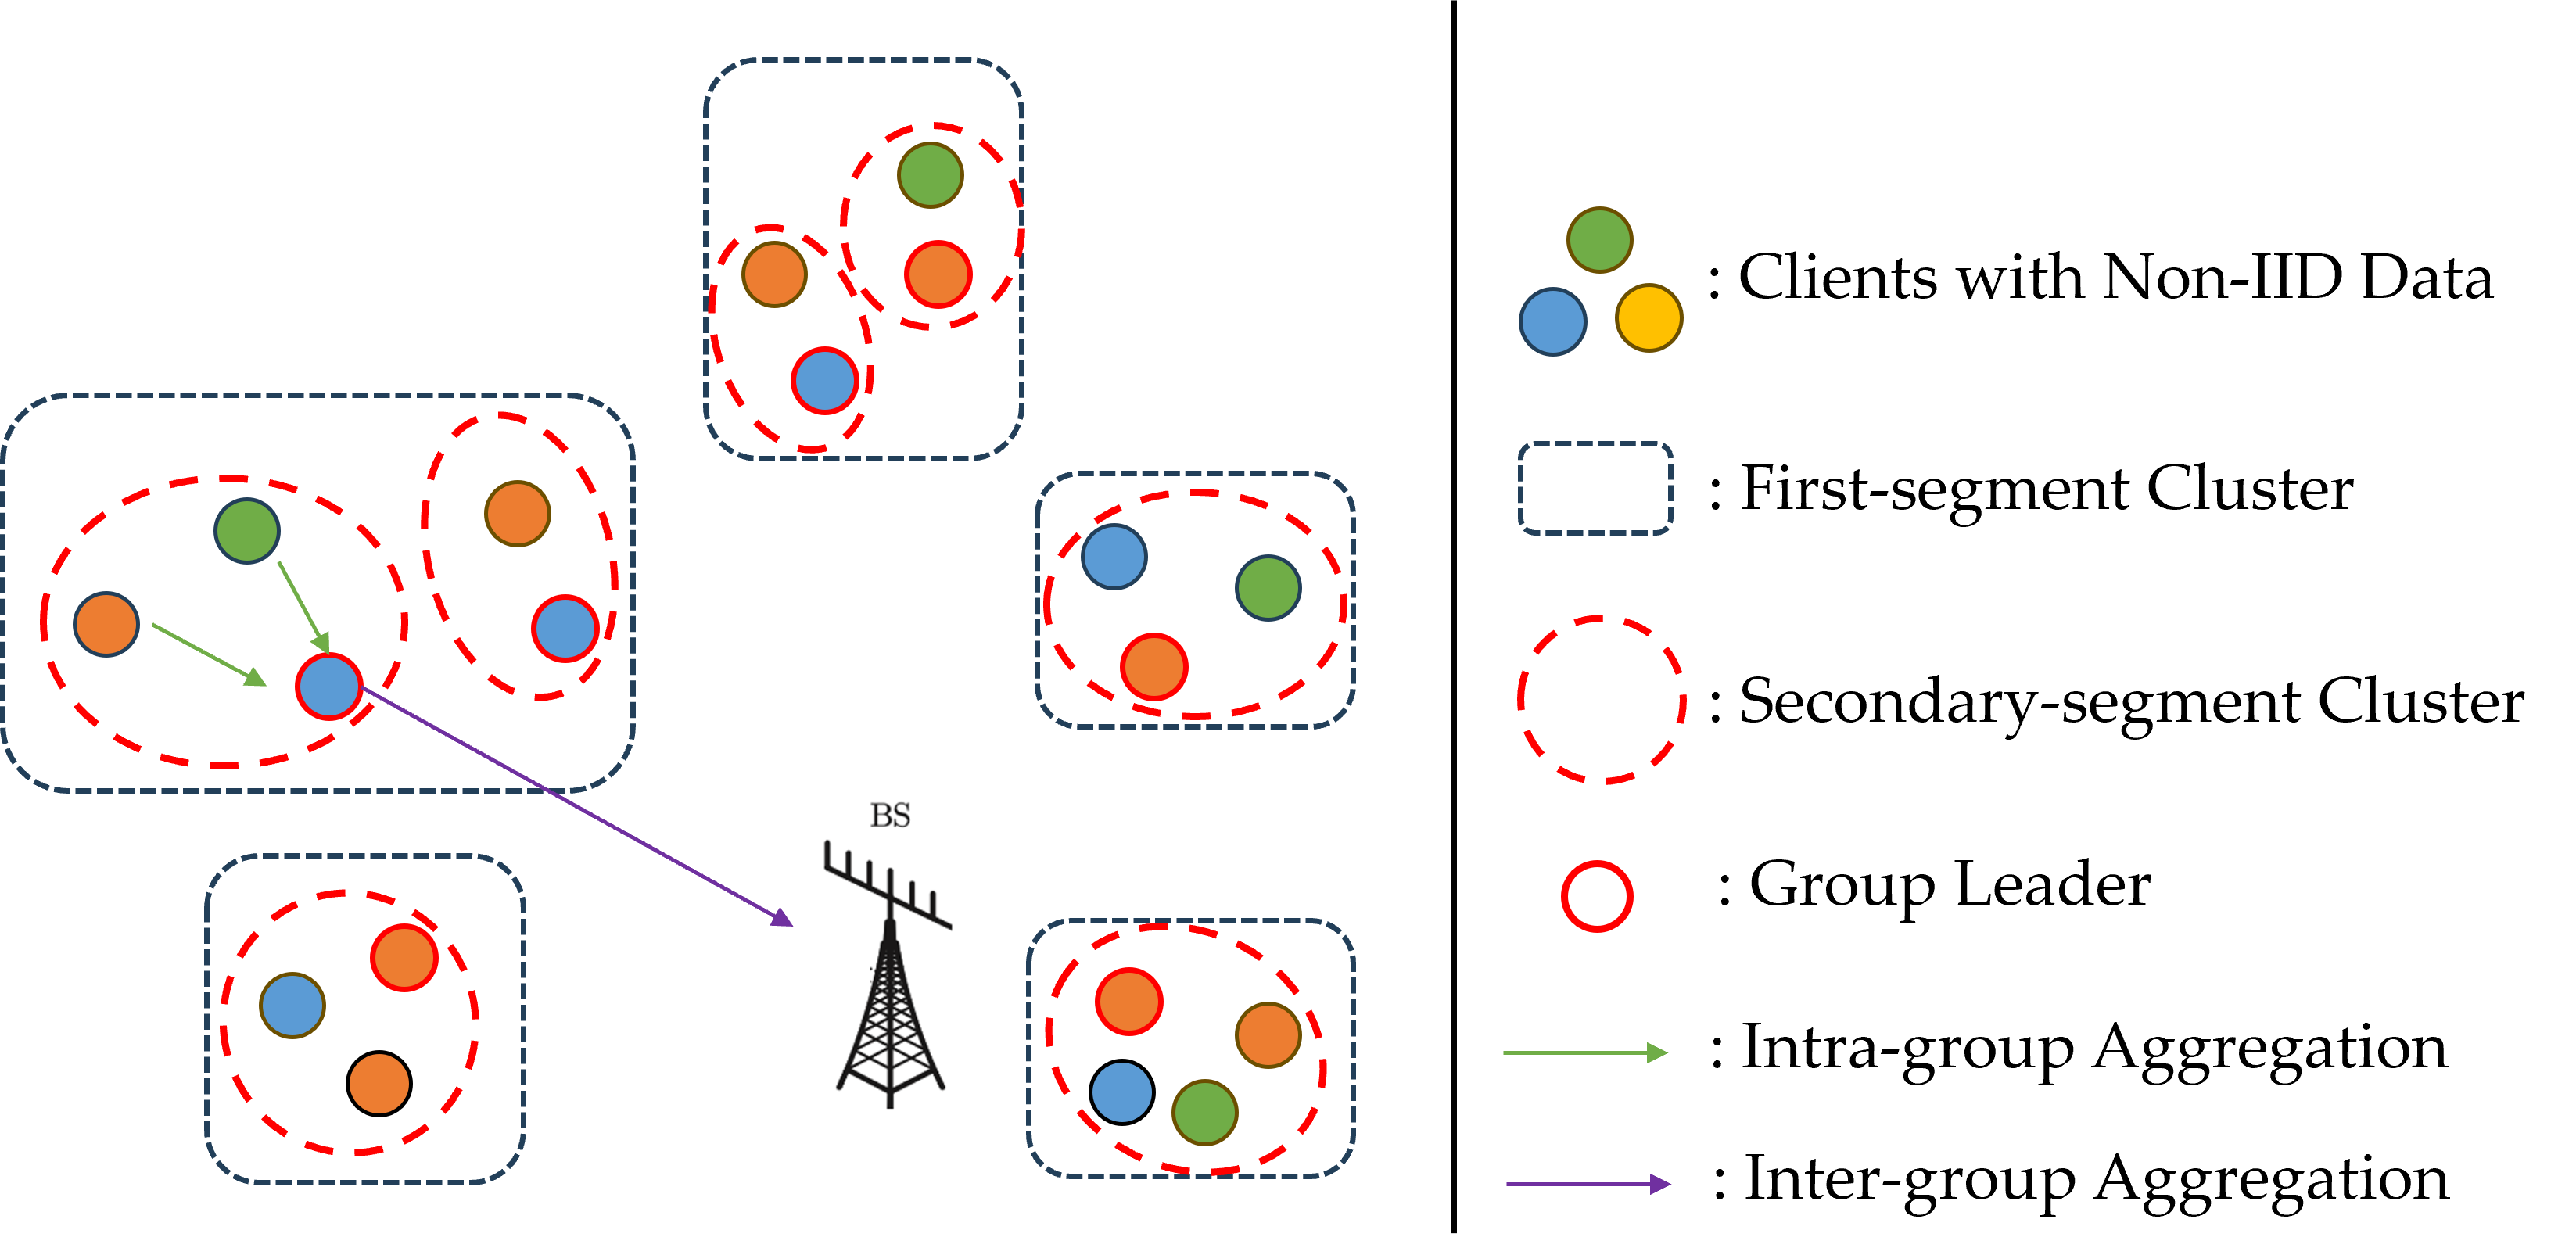 BS
: Clients with Non-IID Data
: First-segment Cluster
: Secondary-segment Cluster
: Group Leader
: Intra-group Aggregation
: Inter-group Aggregation